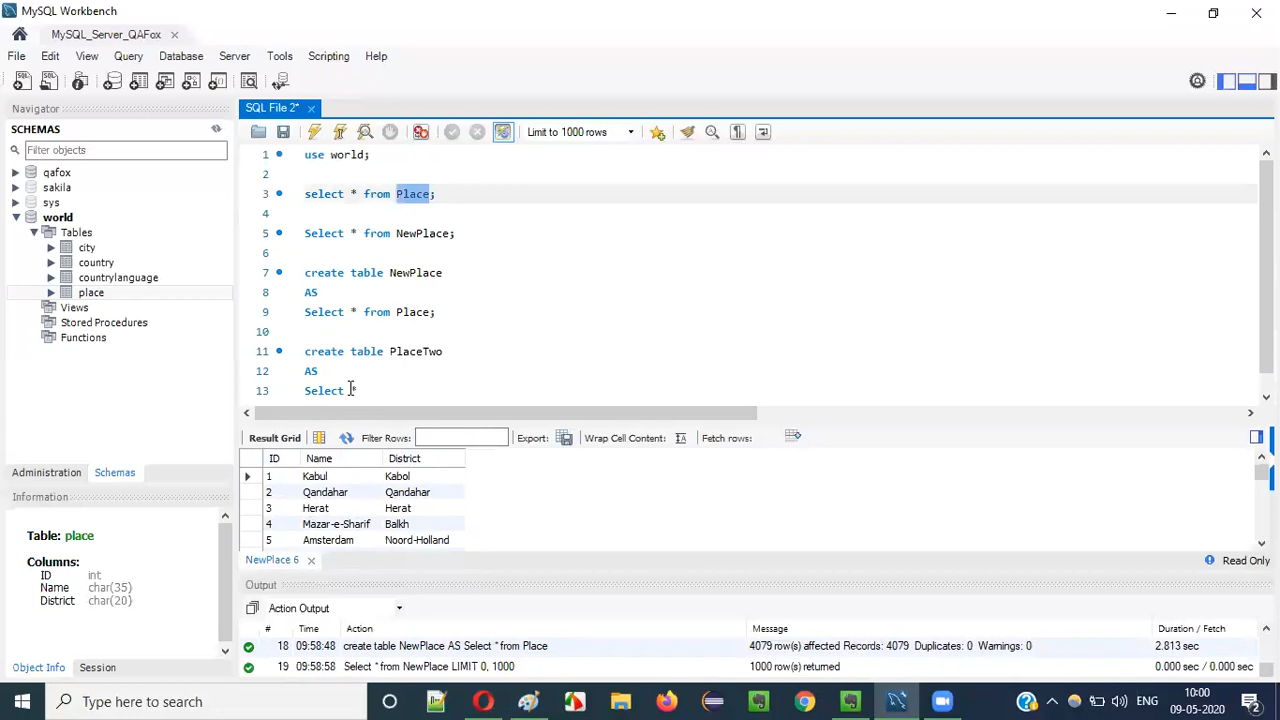 MySQL Workbench
MySQL_Server_QAFox
File Edit View Query Database Server Tools Scripting Help
Navigator
SCHEMAS
Filter objects
qafox
sakila
sys
world
Tables
city
country
countrylanguage
place
Views
Stored Procedures
Functions
Administration Schemas
Information
Table: place
Columns:
ID int
Name char(35)
District char(20)
Object Info Session
SQL File 2*
Limit to 1000 rows
1 use world;
2
3 select * from Place;
4
5 Select * from NewPlace;
6
7 create table NewPlace
8 AS
9 Select * from Place;
10
11 create table PlaceTwo
12 AS
13 Select *
Result Grid Filter Rows: Export: Wrap Cell Content: Fetch rows:
ID Name District
1 Kabul Kabol
2 Qandahar Qandahar
3 Herat Herat
4 Mazar-e-Sharif Balkh
5 Amsterdam Noord-Holland
NewPlace 6 Read Only
Output
Action Output
# Time Action Message Duration / Fetch
18 09:58:48 create table NewPlace AS Select * from Place 4079 row(s) affected Records: 4079 Duplicates: 0 Warnings: 0 2.813 sec
19 09:58:58 Select * from NewPlace LIMIT 0, 1000 1000 row(s) returned 0.000 sec / 0.000 sec
Type here to search
ENG
10:00
09-05-2020
2